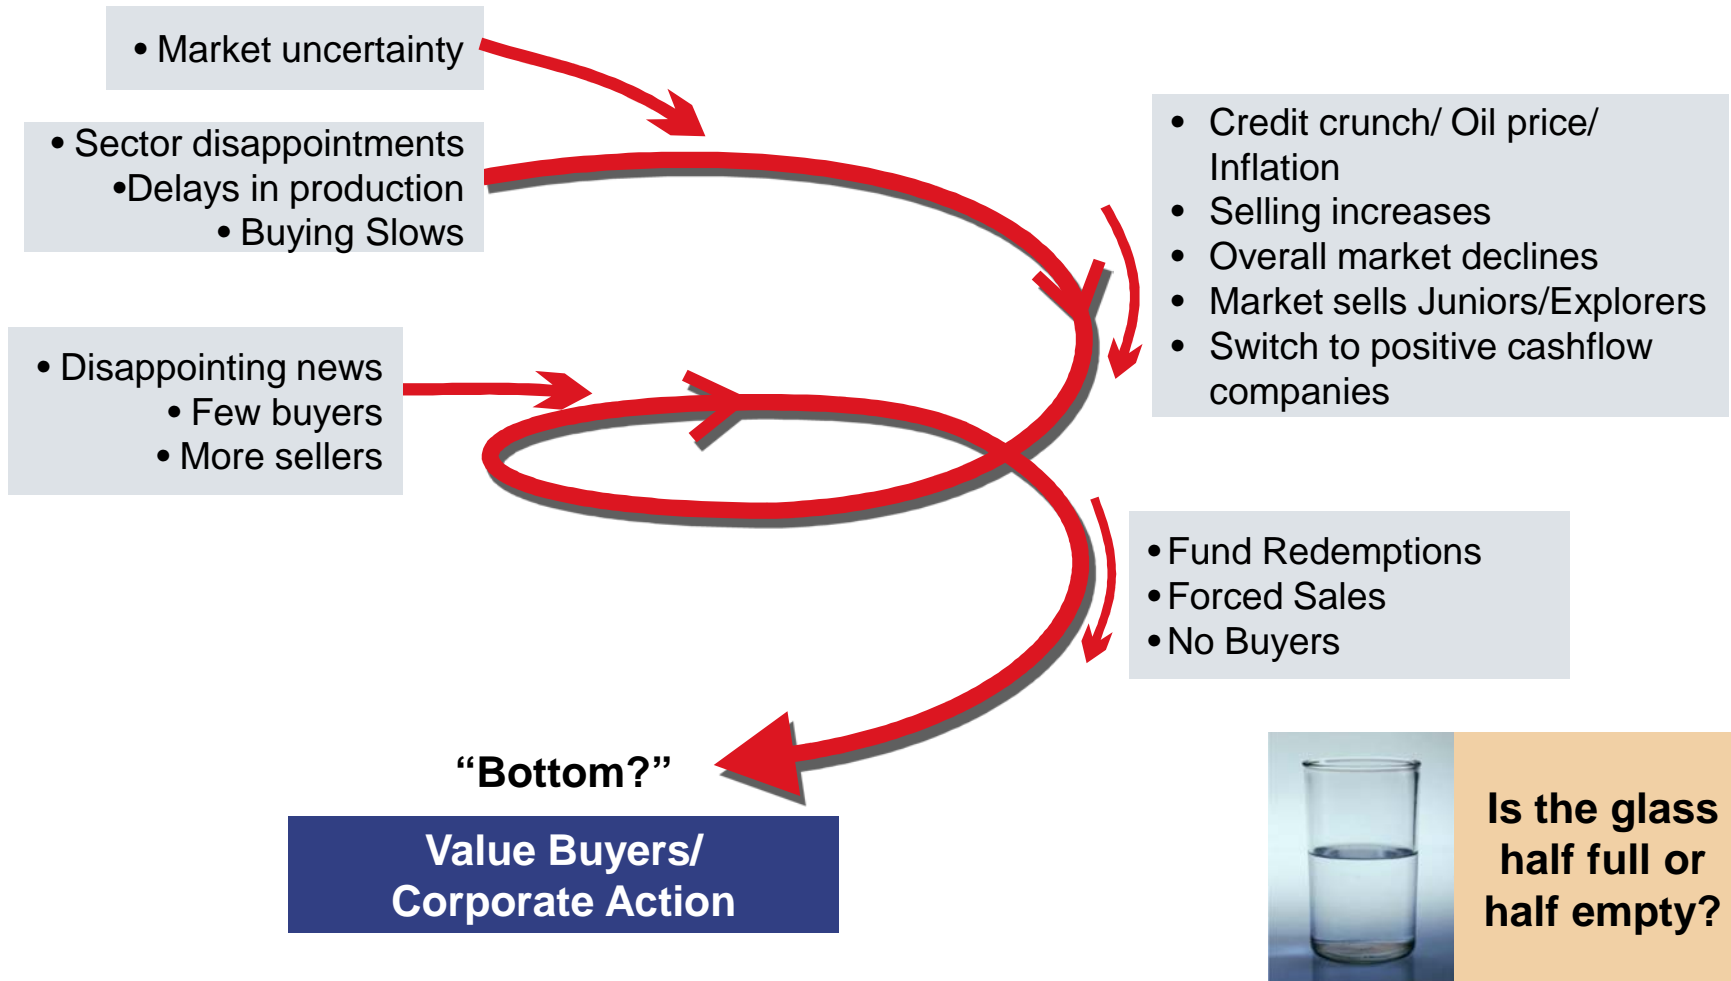 • Market uncertainty
• Sector disappointments
•Delays in production
• Buying Slows
• Credit crunch/ Oil price/
Inflation
• Selling increases
• Overall market declines
• Market sells Juniors/Explorers
• Switch to positive cashflow
companies
• Disappointing news
• Few buyers
• More sellers
• Fund Redemptions
• Forced Sales
• No Buyers
“Bottom?”
Value Buyers/
Corporate Action
Is the glass
half full or
half empty?